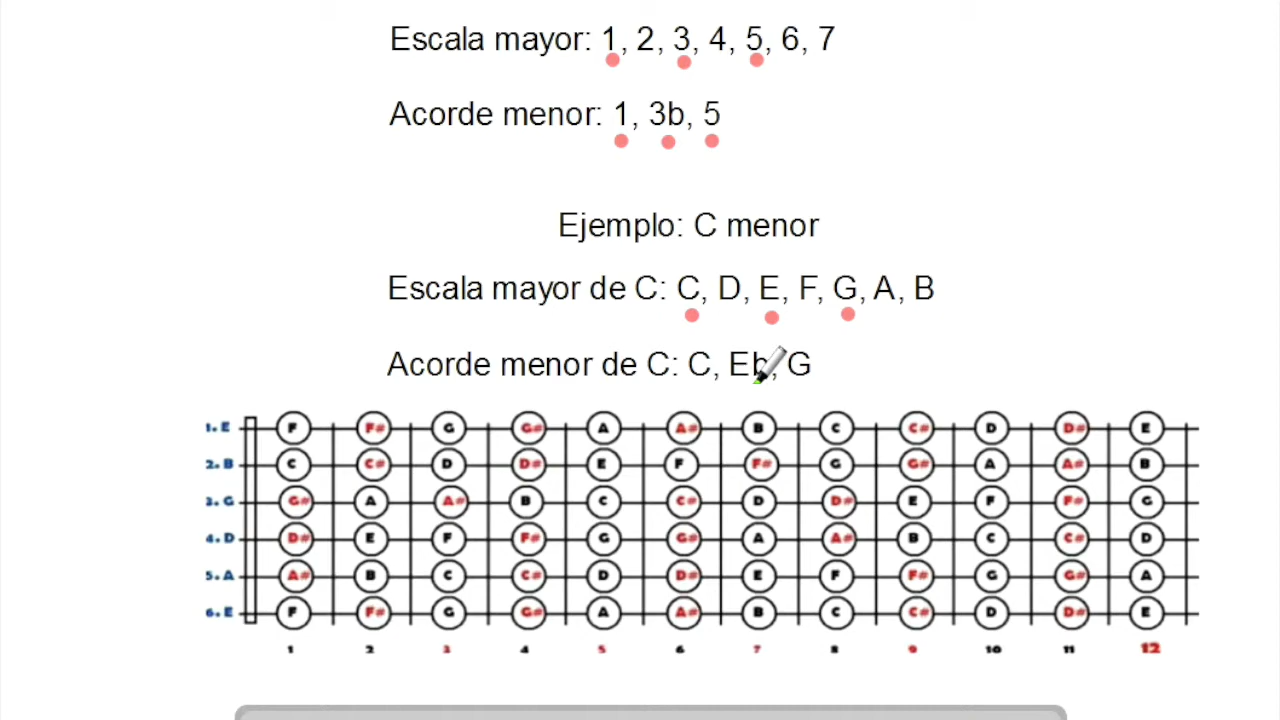 Escala mayor: 1, 2, 3, 4, 5, 6, 7
Acorde menor: 1, 3b, 5
Ejemplo: C menor
Escala mayor de C: C, D, E, F, G, A, B
Acorde menor de C: C, Eb, G
1. E F F# G G# A A# B C C# D D# E
2. B C C# D D# E F F# G G# A A# B
3. G G# A A# B C C# D D# E F F# G
4. D D# E F F# G G# A A# B C C# D
5. A A# B C C# D D# E F F# G G# A
6. E F F# G G# A A# B C C# D D# E
1 2 3 4 5 6 7 8 9 10 11 12